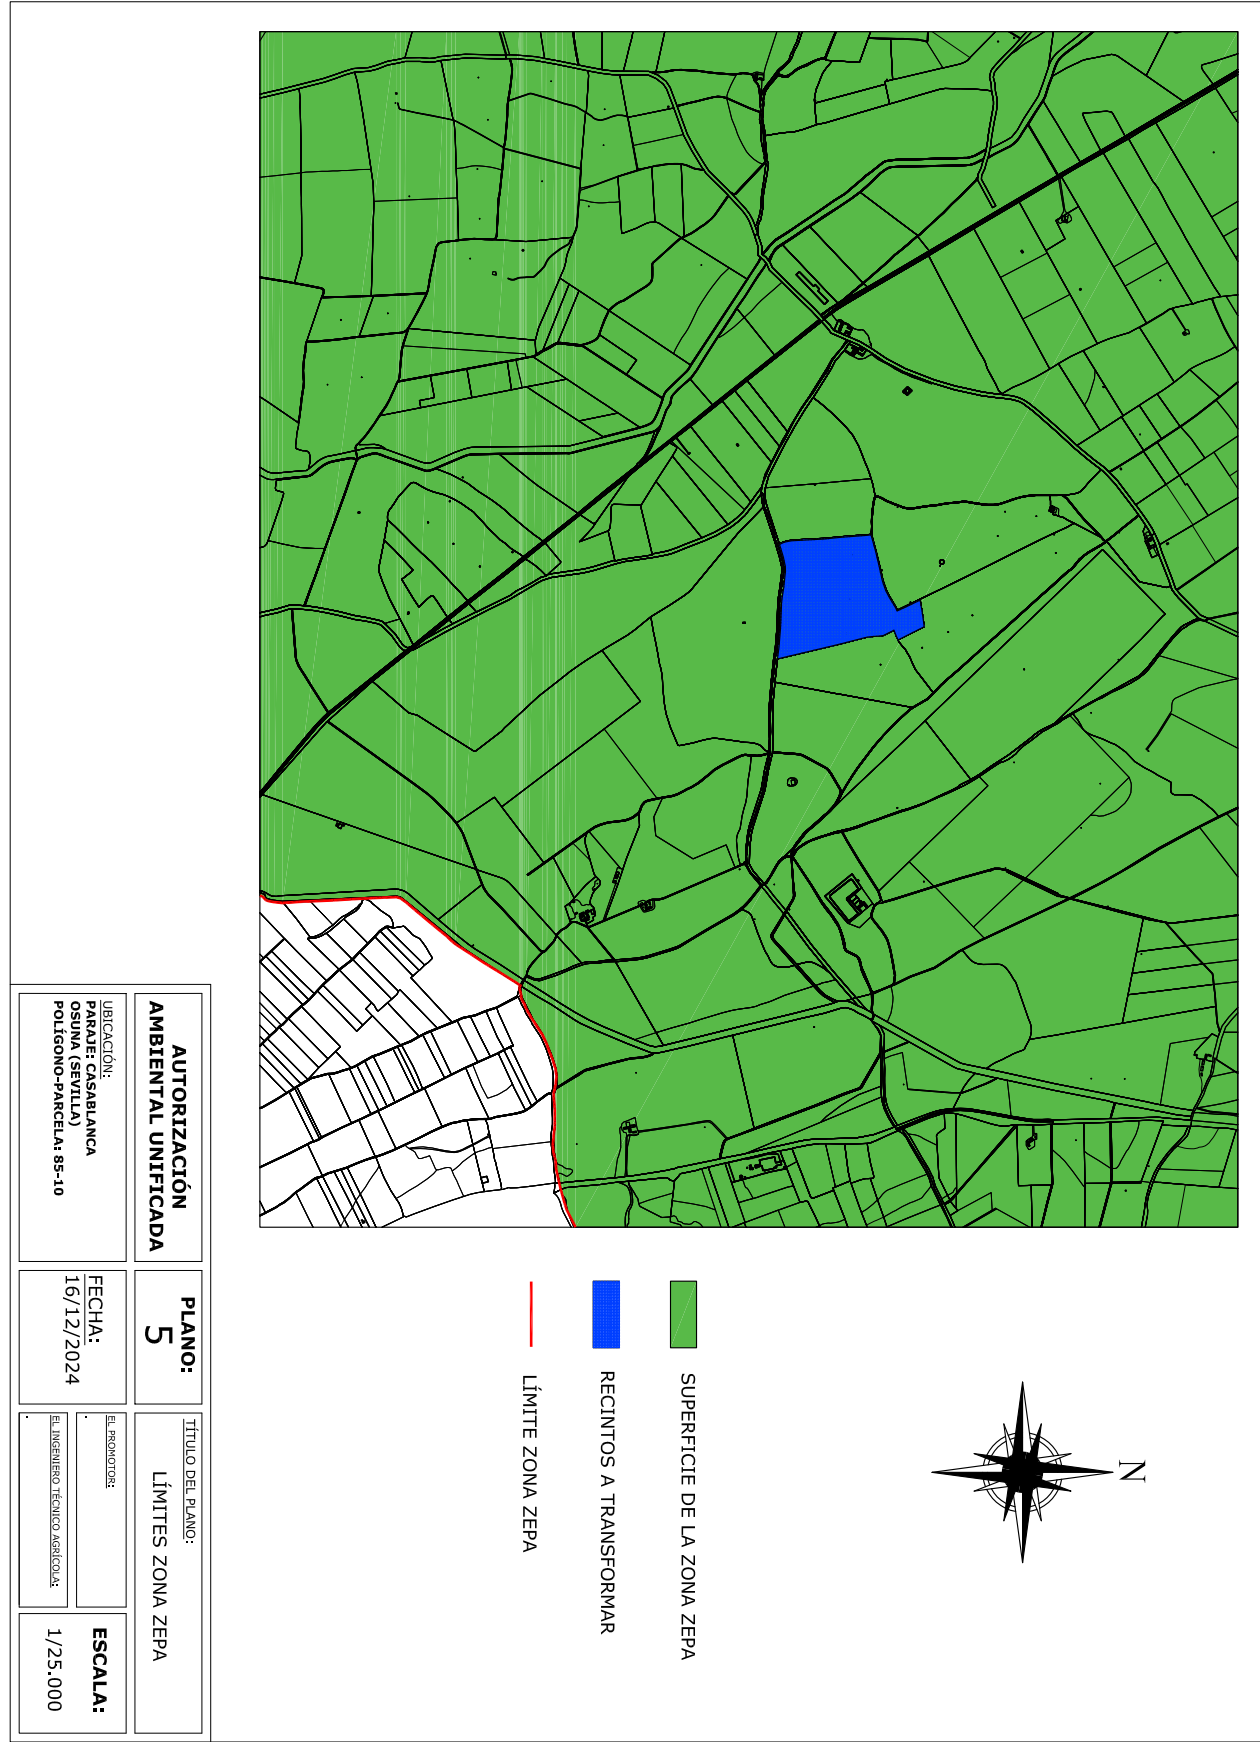 N
SUPERFICIE DE LA ZONA ZEPA
RECINTOS A TRANSFORMAR
LÍMITE ZONA ZEPA
AUTORIZACIÓN
AMBIENTAL UNIFICADA
PLANO:
5
TÍTULO DEL PLANO:
LÍMITES ZONA ZEPA
UBICACIÓN:
PARAJE: CASABLANCA
OSUNA (SEVILLA)
POLÍGONO-PARCELA: 85-10
FECHA:
16/12/2024
EL PROMOTOR:
.
EL INGENIERO TÉCNICO AGRÍCOLA:
.
ESCALA:
1/25.000